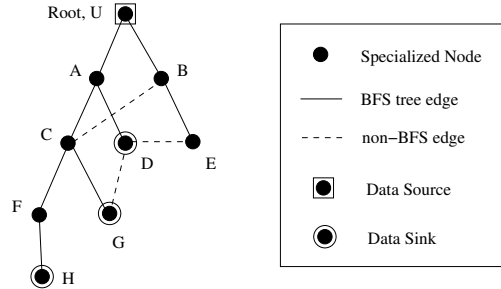 Root, U
A
B
C
D
E
F
G
H
Specialized Node
BFS tree edge
non−BFS edge
Data Source
Data Sink